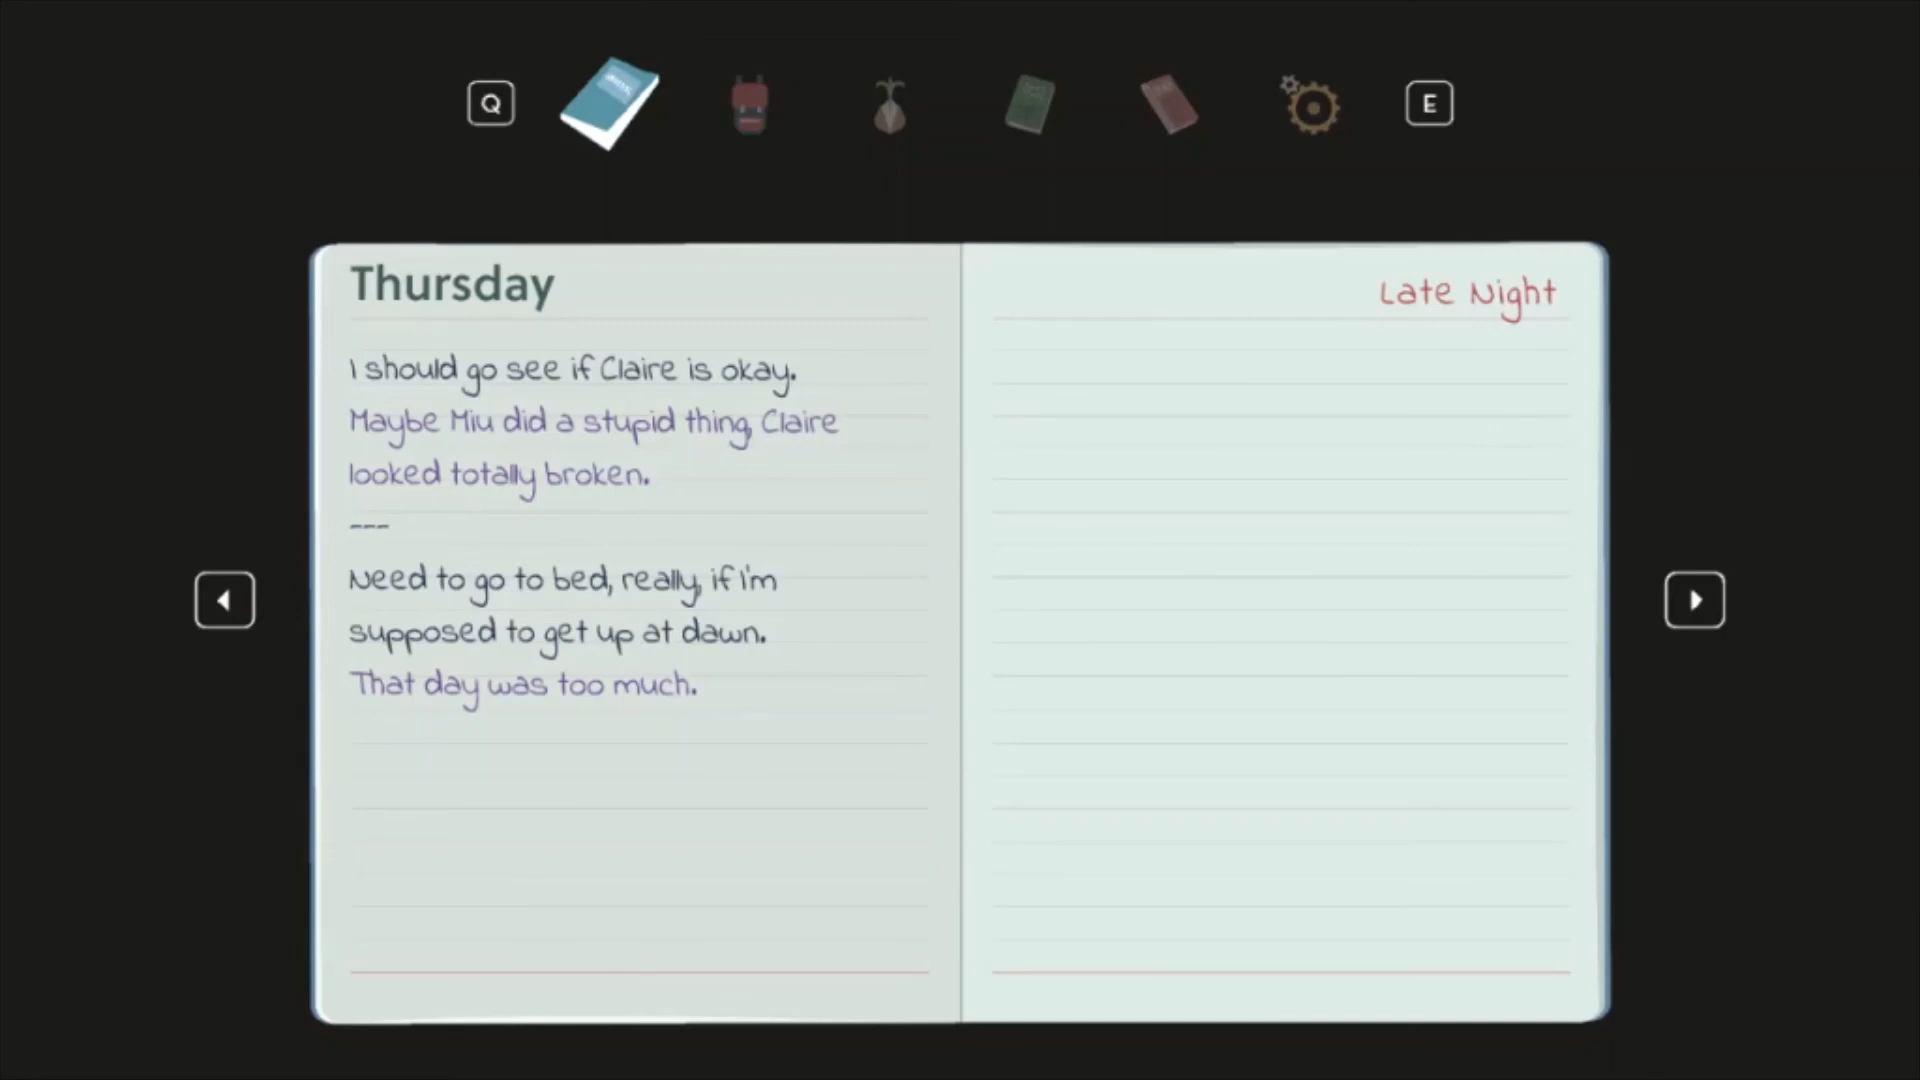 Q
E
Thursday
Late Night
I should go see if Claire is okay.
Maybe Miu did a stupid thing, Claire
looked totally broken.
---
Need to go to bed, really, if I'm
supposed to get up at dawn.
That day was too much.